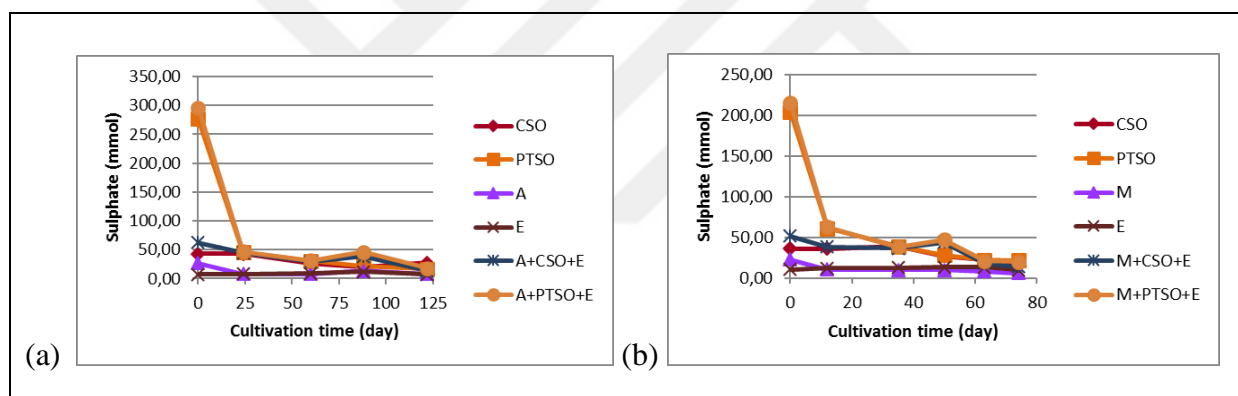 350,00
300,00
250,00
200,00
150,00
100,00
50,00
0,00
Sulphate (mmol)
0 25 50 75 100 125
Cultivation time (day)
CSO
PTSO
A
E
A+CSO+E
A+PTSO+E
(a)
250,00
200,00
150,00
100,00
50,00
0,00
Sulphate (mmol)
0 20 40 60 80
Cultivation time (day)
CSO
PTSO
M
E
M+CSO+E
M+PTSO+E
(b)